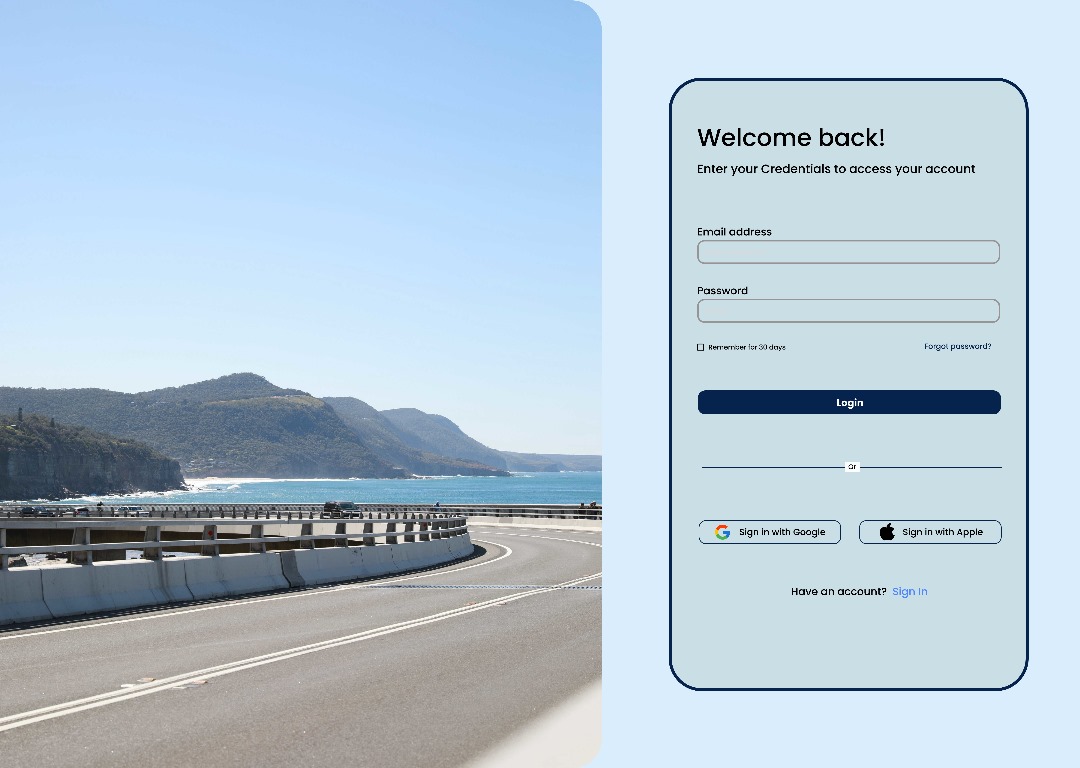 Welcome back!
Enter your Credentials to access your account
Email address
Password
Remember for 30 days
Forgot password?
Login
Or
Sign in with Google
Sign in with Apple
Have an account? Sign In